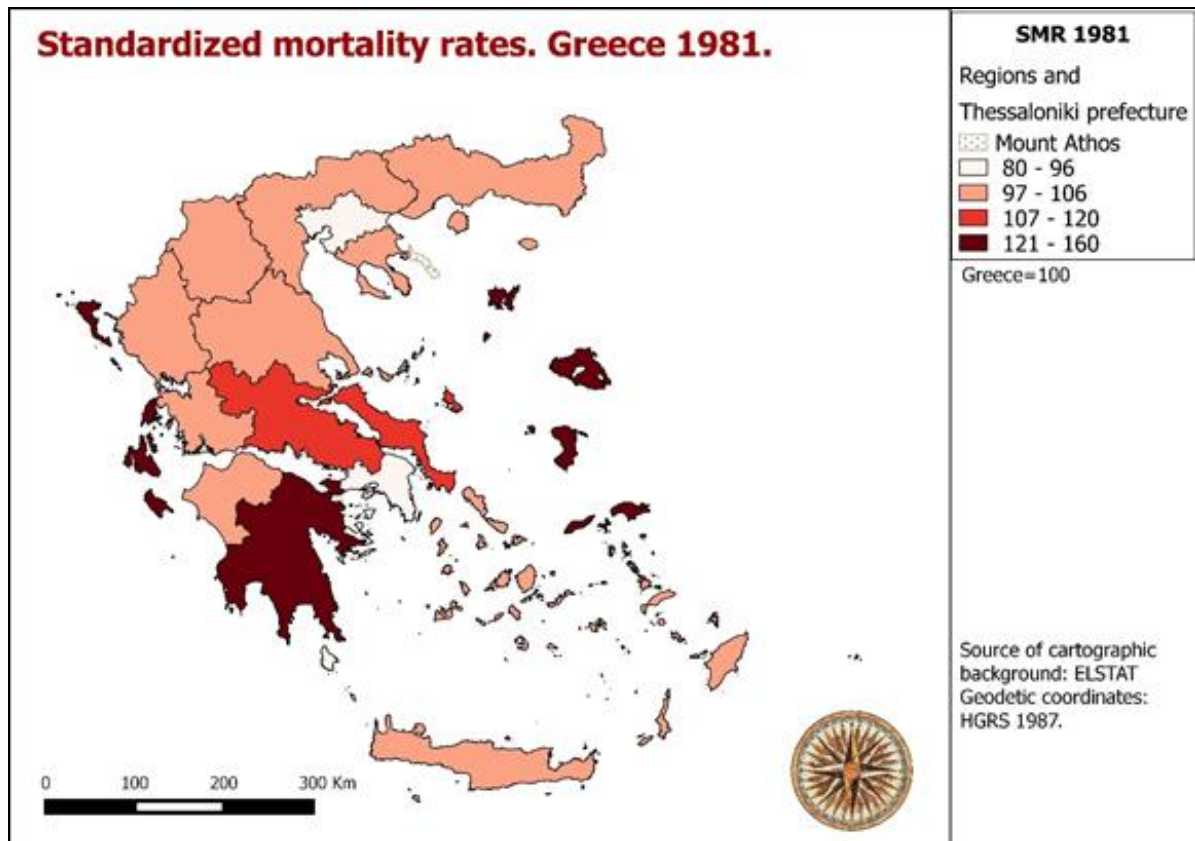 Standardized mortality rates. Greece 1981.
SMR 1981
Regions and
Thessaloniki prefecture
Mount Athos
80 - 96
97 - 106
107 - 120
121 - 160
Greece=100
Source of cartographic
background: ELSTAT
Geodetic coordinates:
HGRS 1987.
0 100 200 300 Km